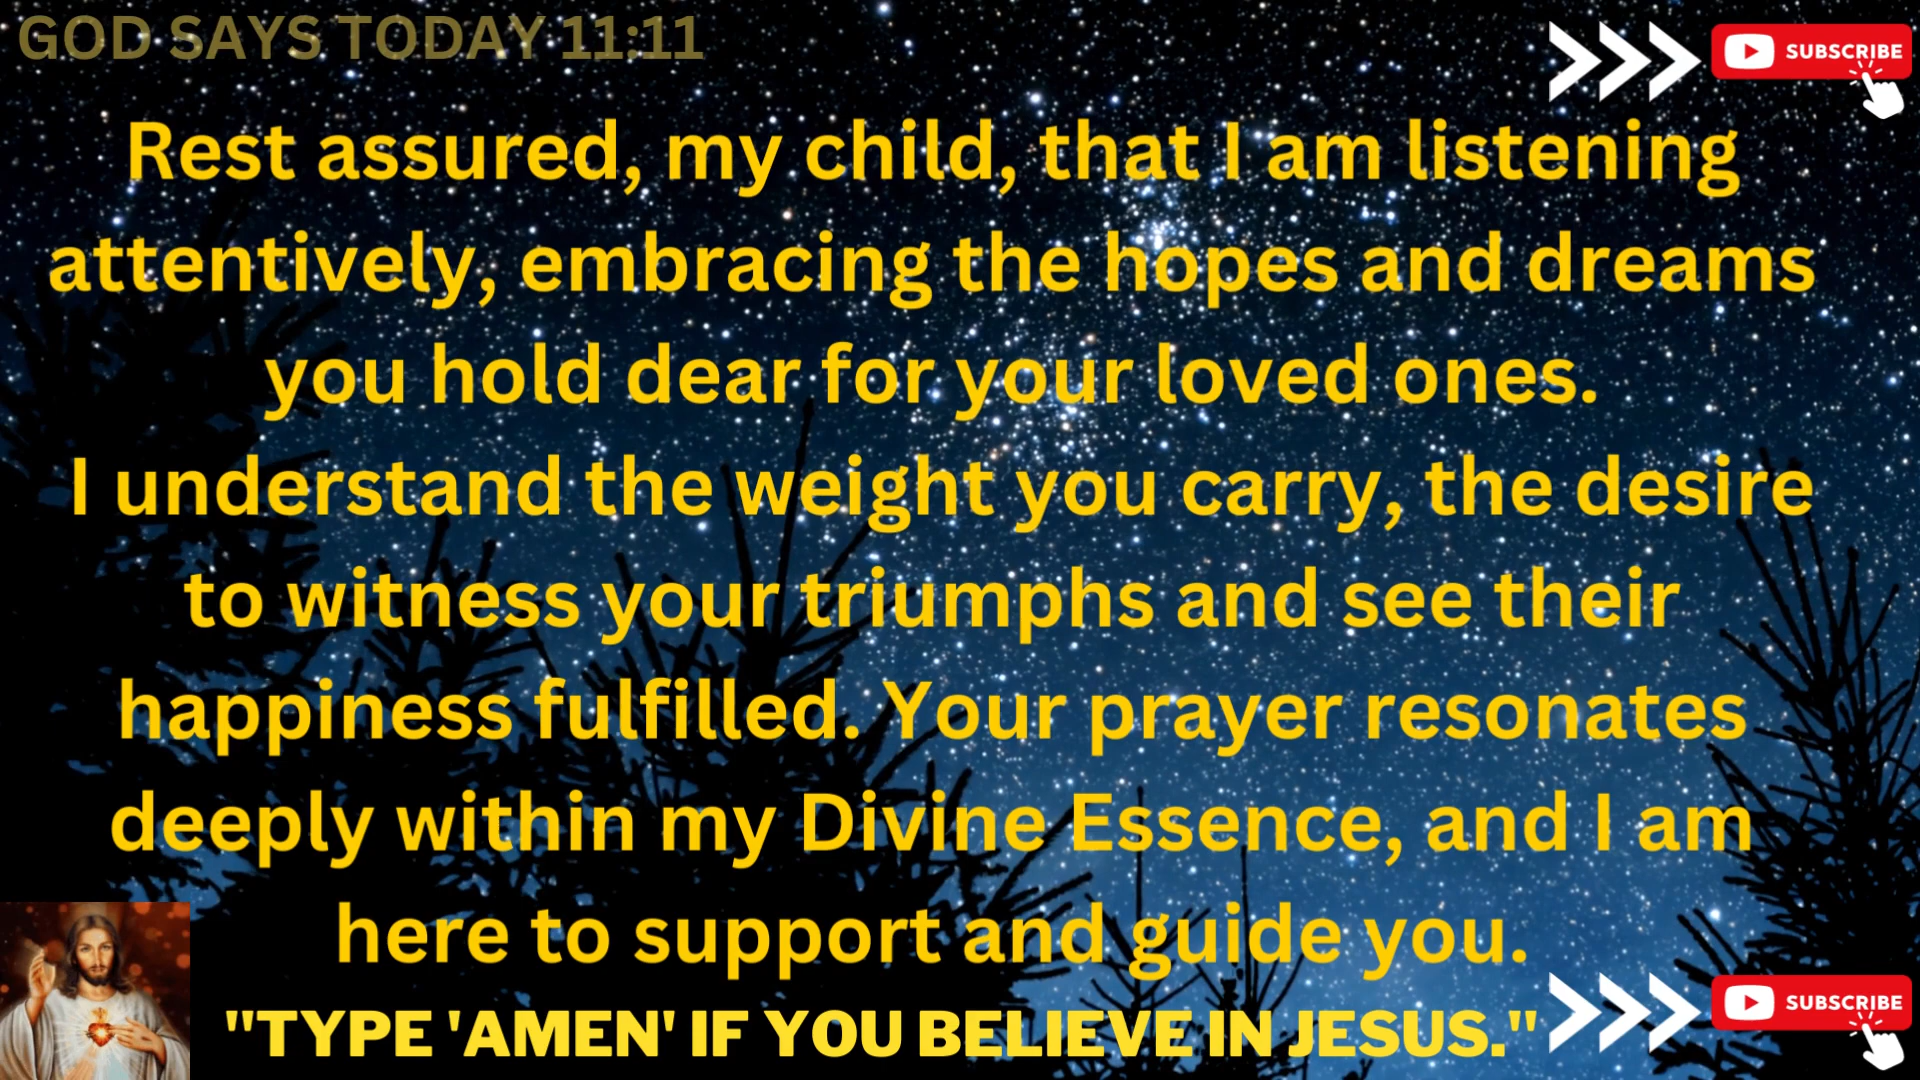 GOD SAYS TODAY 11:11
SUBSCRIBE
Rest assured, my child, that I am listening
attentively, embracing the hopes and dreams
you hold dear for your loved ones.
I understand the weight you carry, the desire
to witness your triumphs and see their
happiness fulfilled. Your prayer resonates
deeply within my Divine Essence, and I am
here to support and guide you.
"TYPE 'AMEN' IF YOU BELIEVE IN JESUS."
SUBSCRIBE